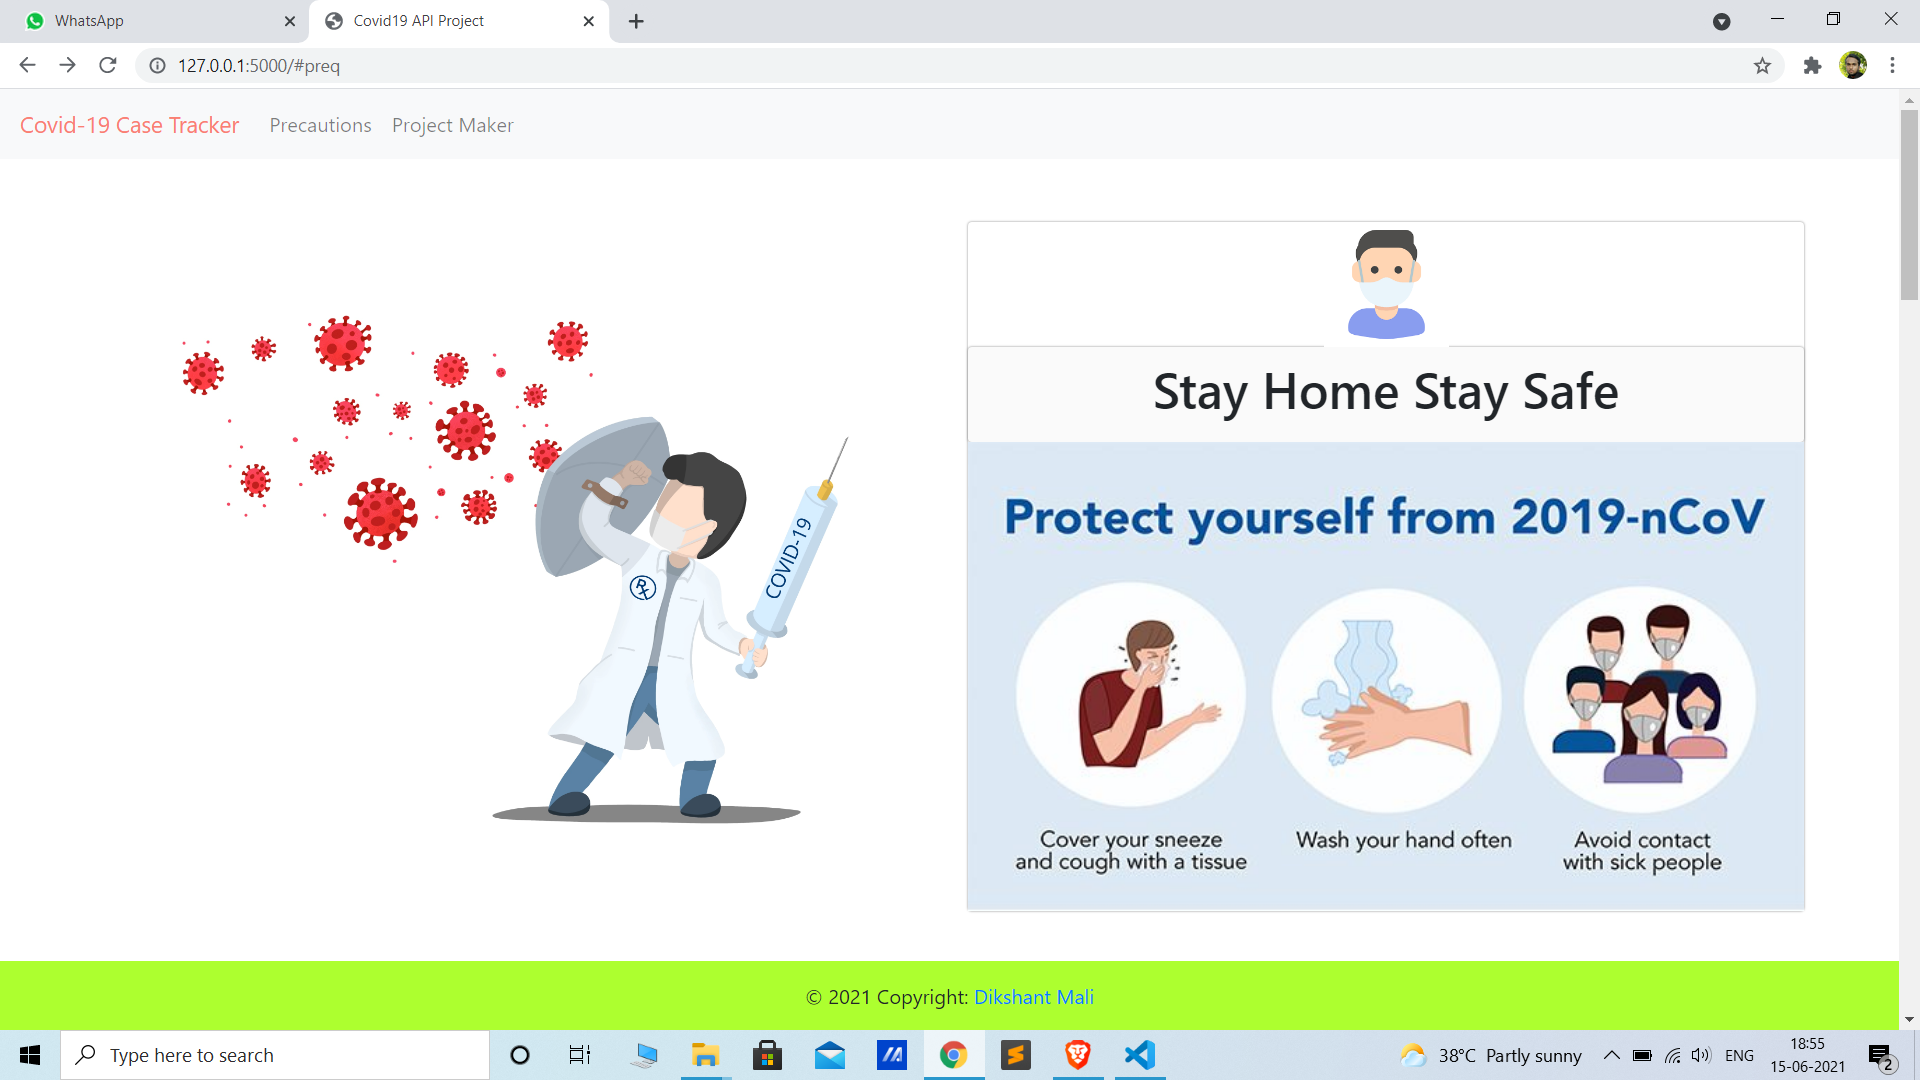 WhatsApp
Covid19 API Project
127.0.0.1:5000/#preq
Covid-19 Case Tracker
Precautions
Project Maker
Stay Home Stay Safe
Protect yourself from 2019-nCoV
COVID-19
Cover your sneeze
and cough with a tissue
Wash your hand often
Avoid contact
with sick people
© 2021 Copyright: Dikshant Mali
Type here to search
38°C Partly sunny
ENG
18:55
15-06-2021
2